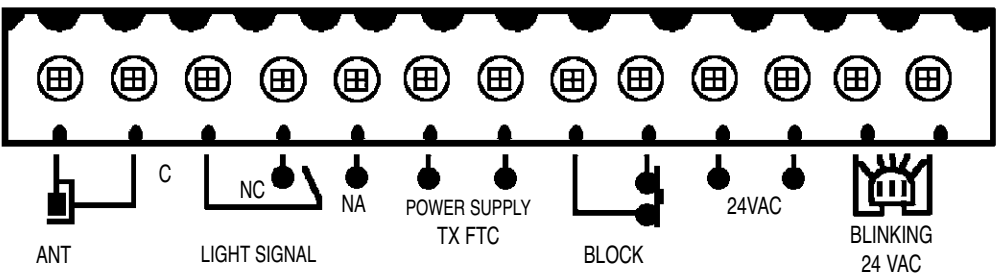 C
NC
NA
POWER SUPPLY
TX FTC
24VAC
ANT
LIGHT SIGNAL
BLOCK
BLINKING
24 VAC